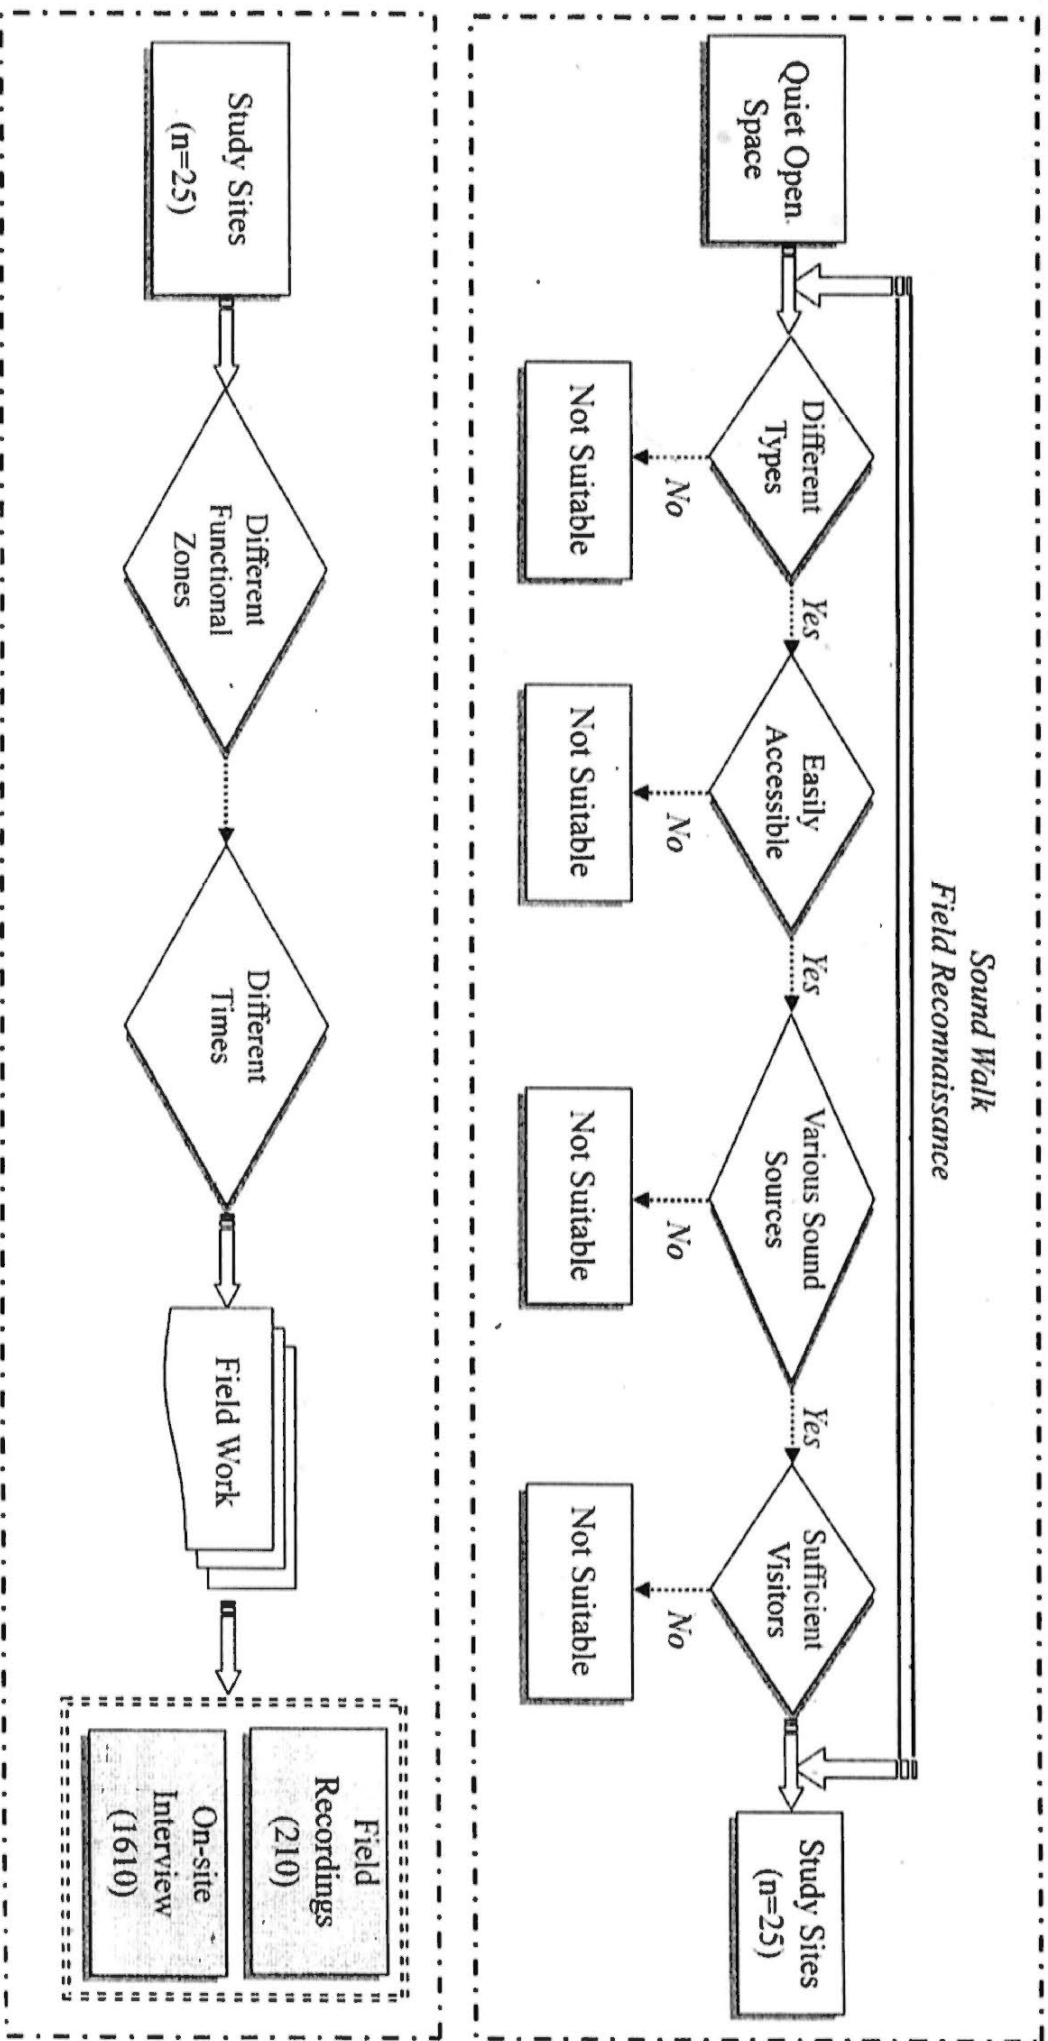 Sound Walk
Field Reconnaissance
Quiet Open
Space
Different
Types
Yes
Easily
Accessible
Yes
Various Sound
Sources
Yes
Sufficient
Visitors
Study Sites
(n=25)
No
No
No
No
Not Suitable
Not Suitable
Not Suitable
Not Suitable
Study Sites
(n=25)
Different
Functional
Zones
Different
Times
Field Work
Field
Recordings
(210)
On-site
Interview
(1610)